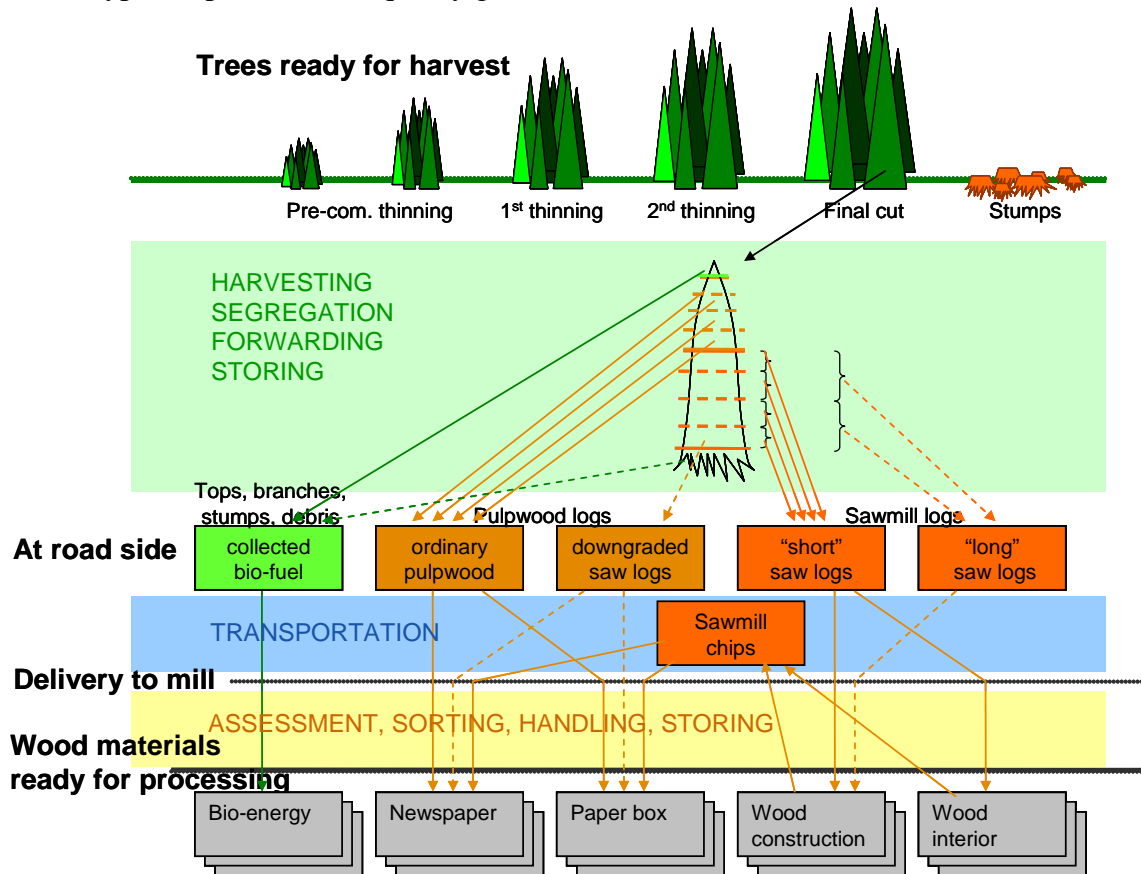 Trees ready for harvest
Pre-com. thinning
1st thinning
2nd thinning
Final cut
Stumps
HARVESTING
SEGREGATION
FORWARDING
STORING
Tops, branches,
stumps, debris
Pulpwood logs
Sawmill logs
At road side
collected
bio-fuel
ordinary
pulpwood
downgraded
saw logs
“short”
saw logs
“long”
saw logs
TRANSPORTATION
Sawmill
chips
Delivery to mill
ASSESSMENT, SORTING, HANDLING, STORING
Wood materials
ready for processing
Bio-energy
Newspaper
Paper box
Wood
construction
Wood
interior